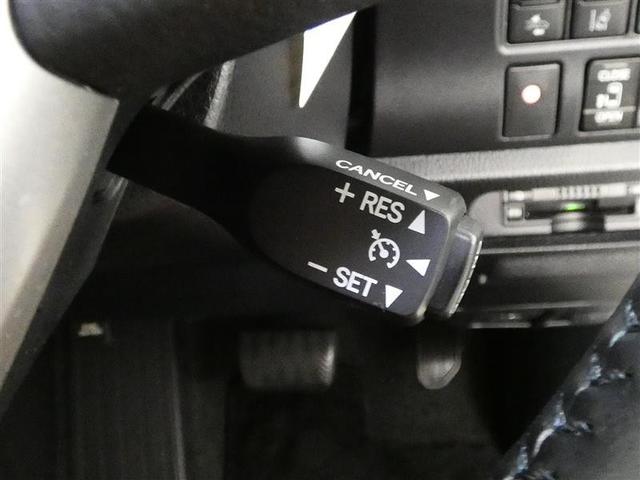 CLOSE
OPEN
CANCEL
+ RES
- SET